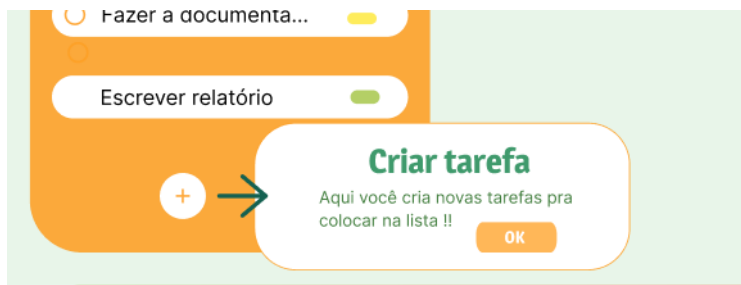 Fazer a documenta...
Escrever relatório
Criar tarefa
Aqui você cria novas tarefas pra
colocar na lista !!
+
OK